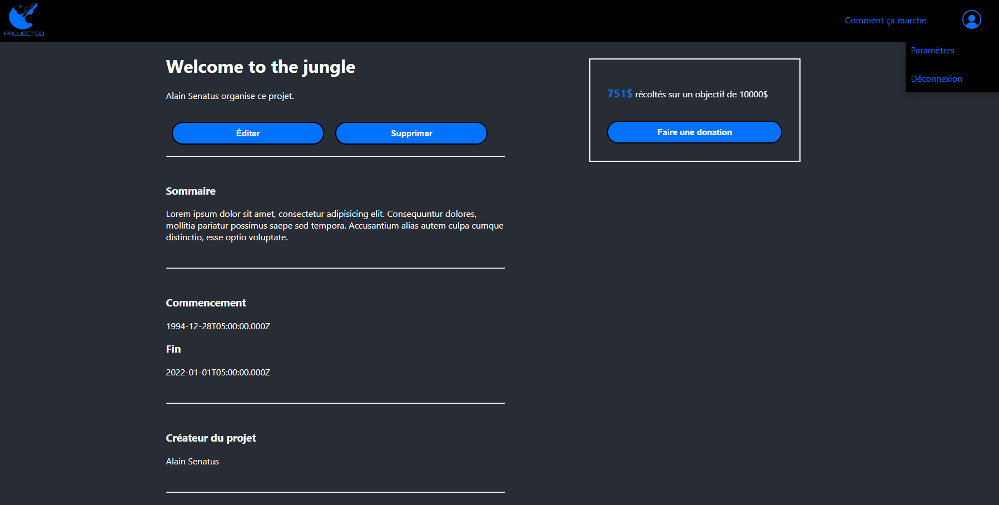 PROJECTGO
Comment ça marche
Paramètres
Déconnexion
Welcome to the jungle
Alain Senatus organise ce projet.
Éditer
Supprimer
751$ récoltés sur un objectif de 10000$
Faire une donation
Sommaire
Lorem ipsum dolor sit amet, consectetur adipisicing elit. Consequuntur dolores,
mollitia pariatur possimus saepe sed tempora. Accusantium alias autem culpa cumque
distinctio, esse optio voluptate.
Commencement
1994-12-28T05:00:00.000Z
Fin
2022-01-01T05:00:00.000Z
Créateur du projet
Alain Senatus